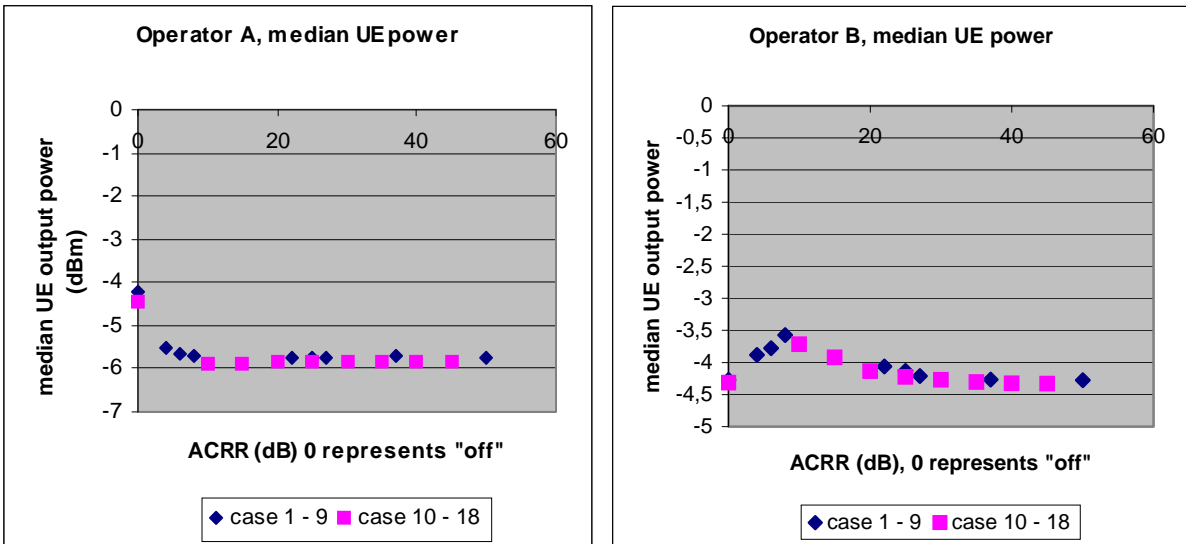 Operator A, median UE power
0
-1
-2
-3
-4
-5
-6
-7
0
20
40
60
median UE output power
(dBm)
ACRR (dB) 0 represents "off"
case 1 - 9
case 10 - 18
Operator B, median UE power
0
-0,5
-1
-1,5
-2
-2,5
-3
-3,5
-4
-4,5
-5
0
20
40
60
median UE output power
ACRR (dB), 0 represents "off"
case 1 - 9
case 10 - 18